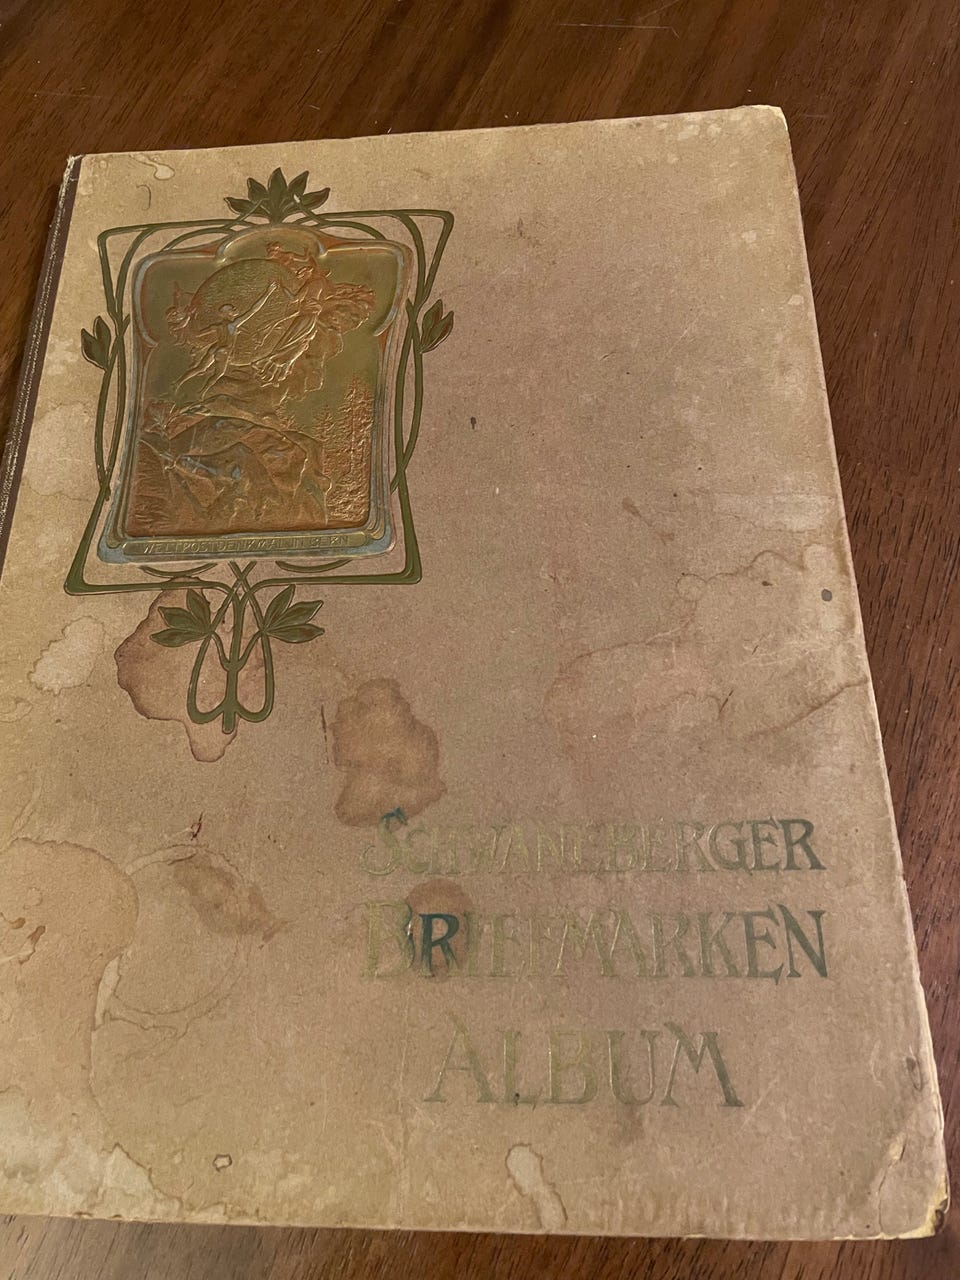 WELTPOSTDENKMAL IN BERN
SCHWANEBERGER
BRIEFMARKEN
ALBUM